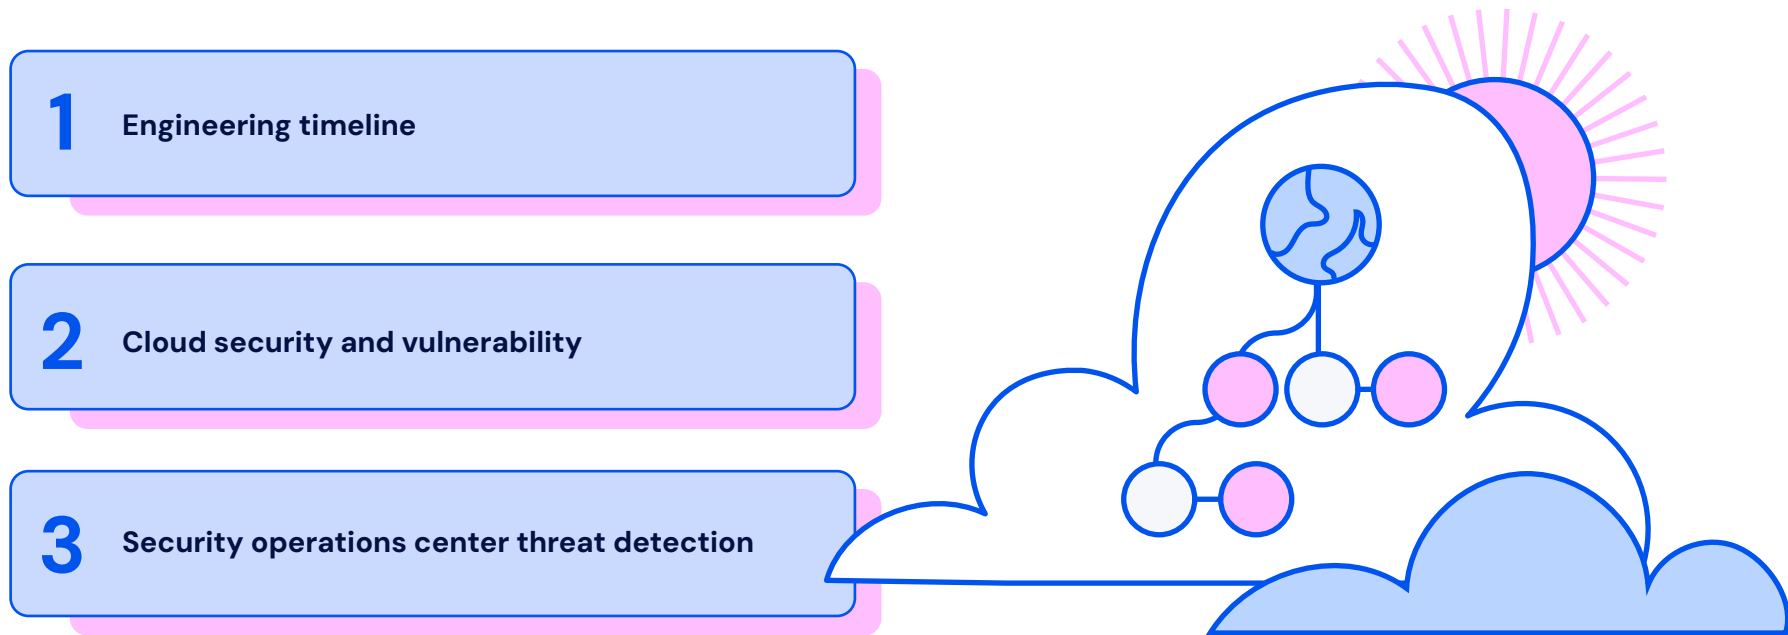 1 Engineering timeline
2 Cloud security and vulnerability
3 Security operations center threat detection